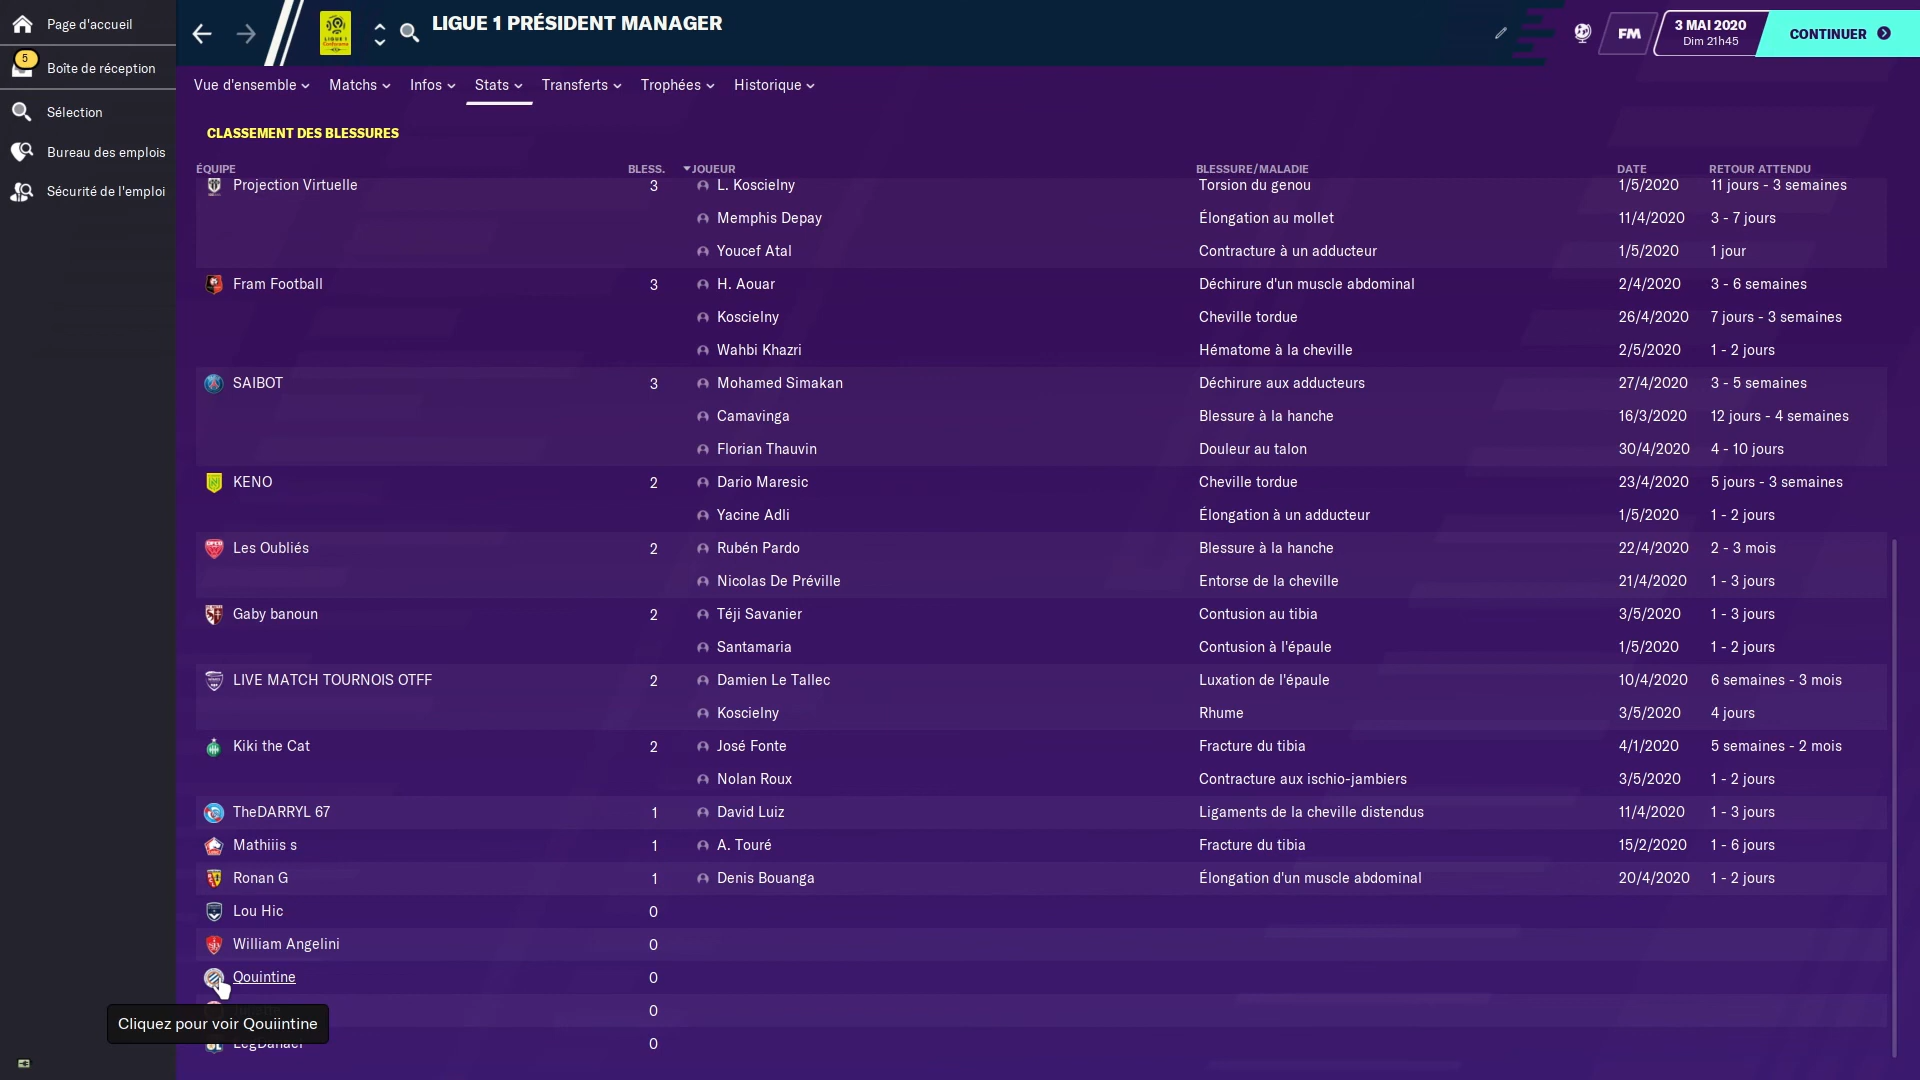 Page d'accueil
5
Boîte de réception
Sélection
Bureau des emplois
Sécurité de l'emploi
LIGUE 1 PRÉSIDENT MANAGER
FM
3 MAI 2020
Dim 21h45
CONTINUER
Vue d'ensemble Matchs Infos Stats Transferts Trophées Historique
CLASSEMENT DES BLESSURES
ÉQUIPE BLESS. JOUEUR BLESSURE/MALADIE DATE RETOUR ATTENDU
Projection Virtuelle 3 L. Koscielny Torsion du genou 1/5/2020 11 jours - 3 semaines
Memphis Depay Élongation au mollet 11/4/2020 3 - 7 jours
Youcef Atal Contracture à un adducteur 1/5/2020 1 jour
Fram Football 3 H. Aouar Déchirure d'un muscle abdominal 2/4/2020 3 - 6 semaines
Koscielny Cheville tordue 26/4/2020 7 jours - 3 semaines
Wahbi Khazri Hématome à la cheville 2/5/2020 1 - 2 jours
SAIBOT 3 Mohamed Simakan Déchirure aux adducteurs 27/4/2020 3 - 5 semaines
Camavinga Blessure à la hanche 16/3/2020 12 jours - 4 semaines
Florian Thauvin Douleur au talon 30/4/2020 4 - 10 jours
KENO 2 Dario Maresic Cheville tordue 23/4/2020 5 jours - 3 semaines
Yacine Adli Élongation à un adducteur 1/5/2020 1 - 2 jours
Les Oubliés 2 Rubén Pardo Blessure à la hanche 22/4/2020 2 - 3 mois
Nicolas De Préville Entorse de la cheville 21/4/2020 1 - 3 jours
Gaby banoun 2 Téji Savanier Contusion au tibia 3/5/2020 1 - 3 jours
Santamaria Contusion à l'épaule 1/5/2020 1 - 2 jours
LIVE MATCH TOURNOIS OTFF 2 Damien Le Tallec Luxation de l'épaule 10/4/2020 6 semaines - 3 mois
Koscielny Rhume 3/5/2020 4 jours
Kiki the Cat 2 José Fonte Fracture du tibia 4/1/2020 5 semaines - 2 mois
Nolan Roux Contracture aux ischio-jambiers 3/5/2020 1 - 2 jours
TheDARRYL 67 1 David Luiz Ligaments de la cheville distendus 11/4/2020 1 - 3 jours
Mathiiis s 1 A. Touré Fracture du tibia 15/2/2020 1 - 6 jours
Ronan G 1 Denis Bouanga Élongation d'un muscle abdominal 20/4/2020 1 - 2 jours
Lou Hic 0
William Angelini 0
Qouintine 0
0
Cliquez pour voir Qouiintine
0